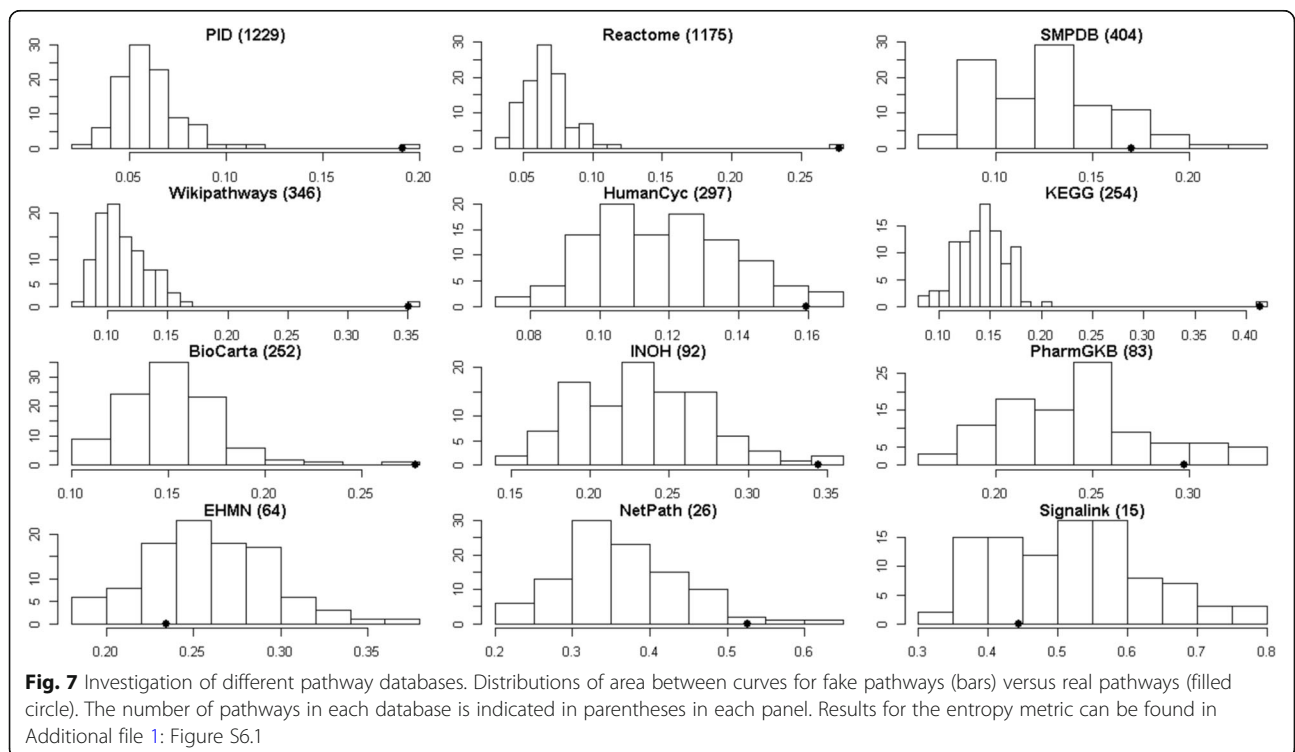 PID (1229)
0 10 20 30
0.05 0.10 0.15 0.20
Reactome (1175)
0 10 20 30
0.05 0.10 0.15 0.20 0.25
SMPDB (404)
0 10 20 30
0.10 0.20
Wikipathways (346)
0 5 10 20
0.10 0.15 0.20 0.25 0.30 0.35
HumanCyc (297)
0 5 10 20
0.08 0.10 0.12 0.14 0.16
KEGG (254)
0 5 10 15
0.10 0.15 0.20 0.30 0.40
BioCarta (252)
0 10 20 30
0.10 0.15 0.20 0.25
INOH (92)
0 5 10 20
0.15 0.20 0.25 0.30 0.35
PharmGKB (83)
0 5 15 25
0.20 0.30
EHMN (64)
0 5 10 20
0.20 0.25 0.30 0.35
NetPath (26)
0 10 20 30
0.2 0.3 0.4 0.5 0.6
Signalink (15)
0 5 10 15
0.3 0.4 0.5 0.6 0.7 0.8
Fig. 7 Investigation of different pathway databases. Distributions of area between curves for fake pathways (bars) versus real pathways (filled
circle). The number of pathways in each database is indicated in parentheses in each panel. Results for the entropy metric can be found in
Additional file 1: Figure S6.1